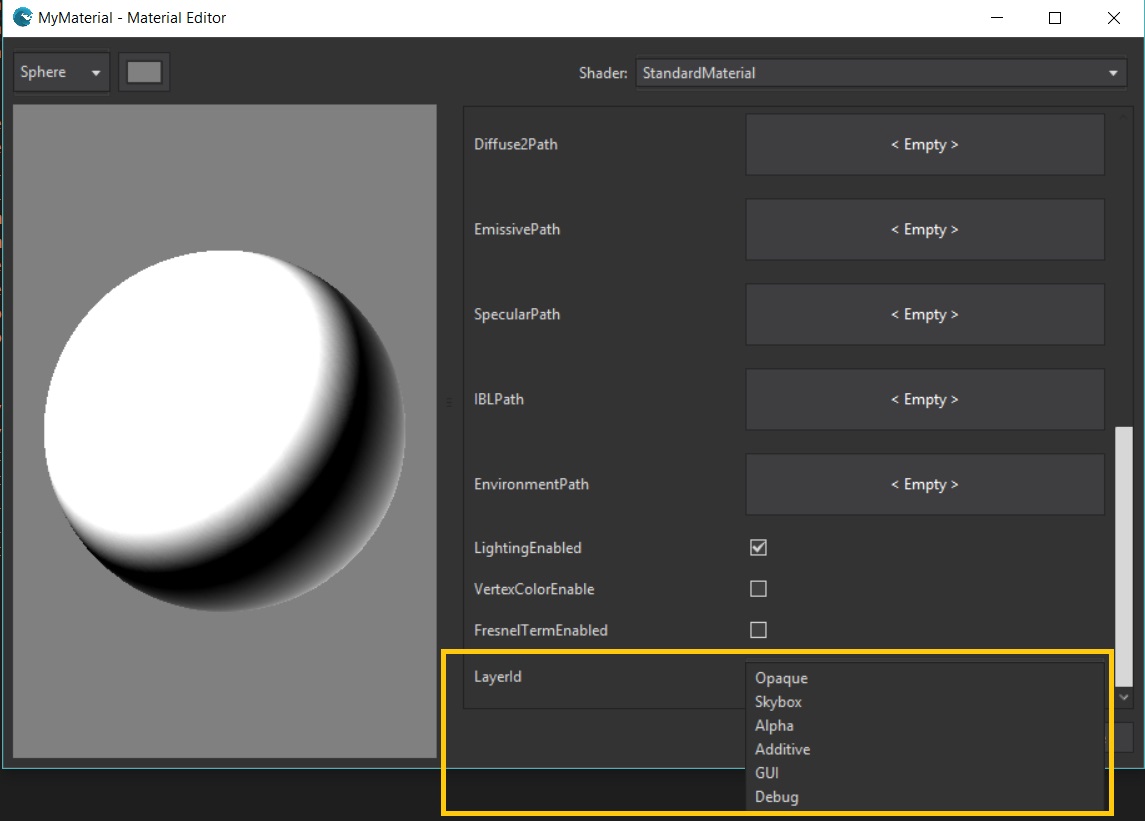 MyMaterial - Material Editor
Sphere
Shader: StandardMaterial
Diffuse2Path < Empty >
EmissivePath < Empty >
SpecularPath < Empty >
IBLPath < Empty >
EnvironmentPath < Empty >
LightingEnabled
VertexColorEnable
FresnelTermEnabled
LayerId
Opaque
Skybox
Alpha
Additive
GUI
Debug